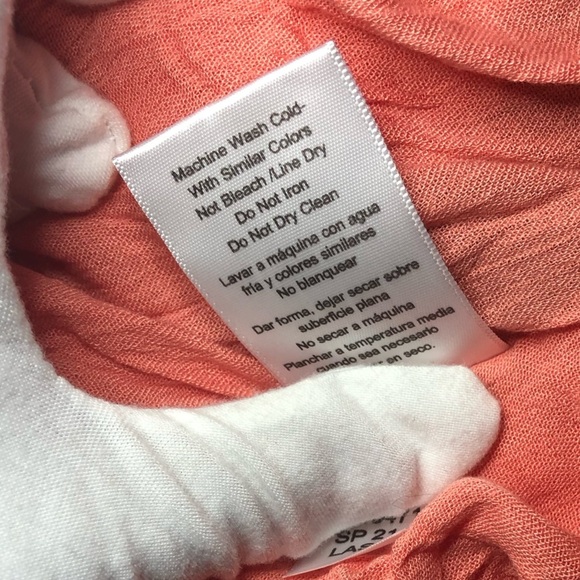 Machine Wash Cold-
With Similar Colors
Not Bleach /Line Dry
Do Not Iron
Do Not Dry Clean
Lavar a máquina con agua
fría y colores similares
No blanquear
Dar forma, dejar secar sobre
superficie plana
No secar a máquina
Planchar a temperatura media
cuando sea necesario
en seco.
SP 21
LAS